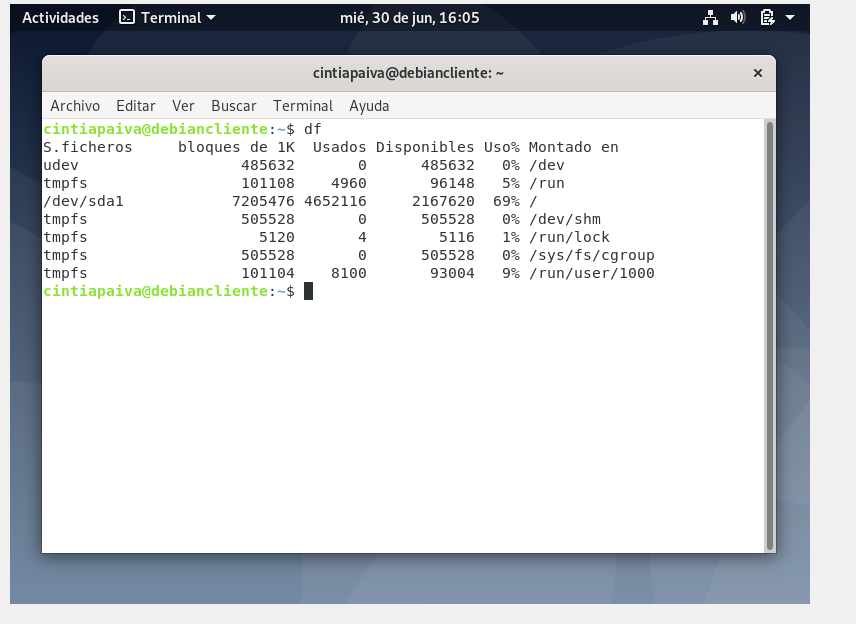 Actividades Terminal mié, 30 de jun, 16:05
cintiapaiva@debiancliente: ~ ×
Archivo Editar Ver Buscar Terminal Ayuda
cintiapaiva@debiancliente:~$ df
S.ficheros     bloques de 1K  Usados Disponibles Uso% Montado en
udev                  485632       0      485632   0% /dev
tmpfs                 101108    4960       96148   5% /run
/dev/sda1            7205476 4652116     2167620  69% /
tmpfs                 505528       0      505528   0% /dev/shm
tmpfs                   5120       4        5116   1% /run/lock
tmpfs                 505528       0      505528   0% /sys/fs/cgroup
tmpfs                 101104    8100       93004   9% /run/user/1000
cintiapaiva@debiancliente:~$